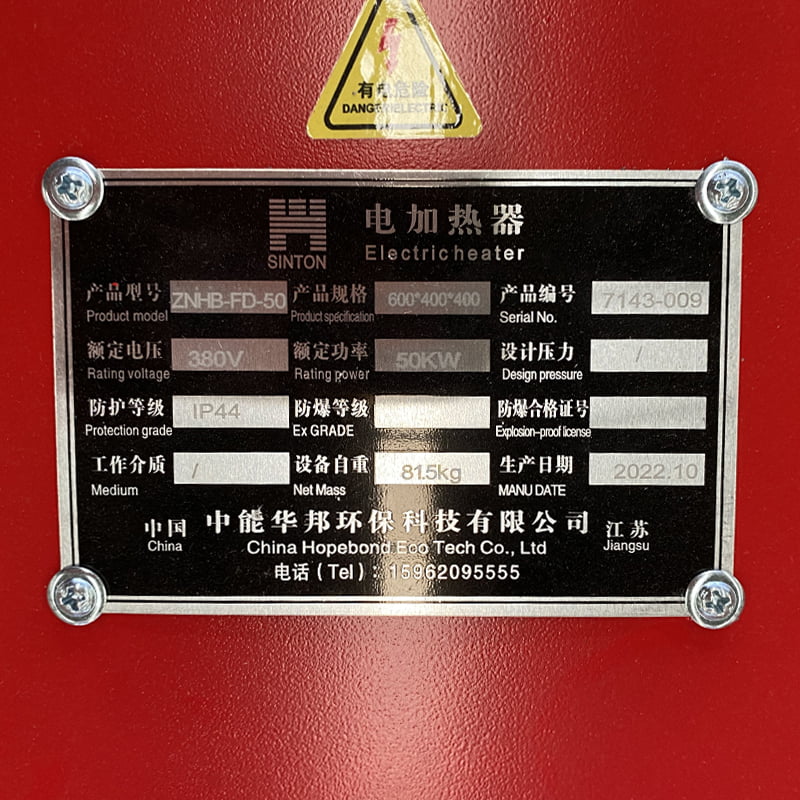 有电危险
DANGER!ELECTRIC
SINTON
电加热器
Electricheater
产品型号 ZNHB-FD-50 产品规格 600*400*400 产品编号 7143-009
Product model Product specification Serial No.
额定电压 380V 额定功率 50KW 设计压力 /
Rating voltage Rating power Design pressure
防护等级 IP44 防爆等级 防爆合格证号
Protection grade Ex GRADE Explosion-proof license
工作介质 / 设备自重 81.5kg 生产日期 2022.10
Medium Net Mass MANU DATE
中国 中能华邦环保科技有限公司 江苏
China China Hopebond Eco Tech Co., Ltd Jiangsu
电话（Tel）: 15962095555